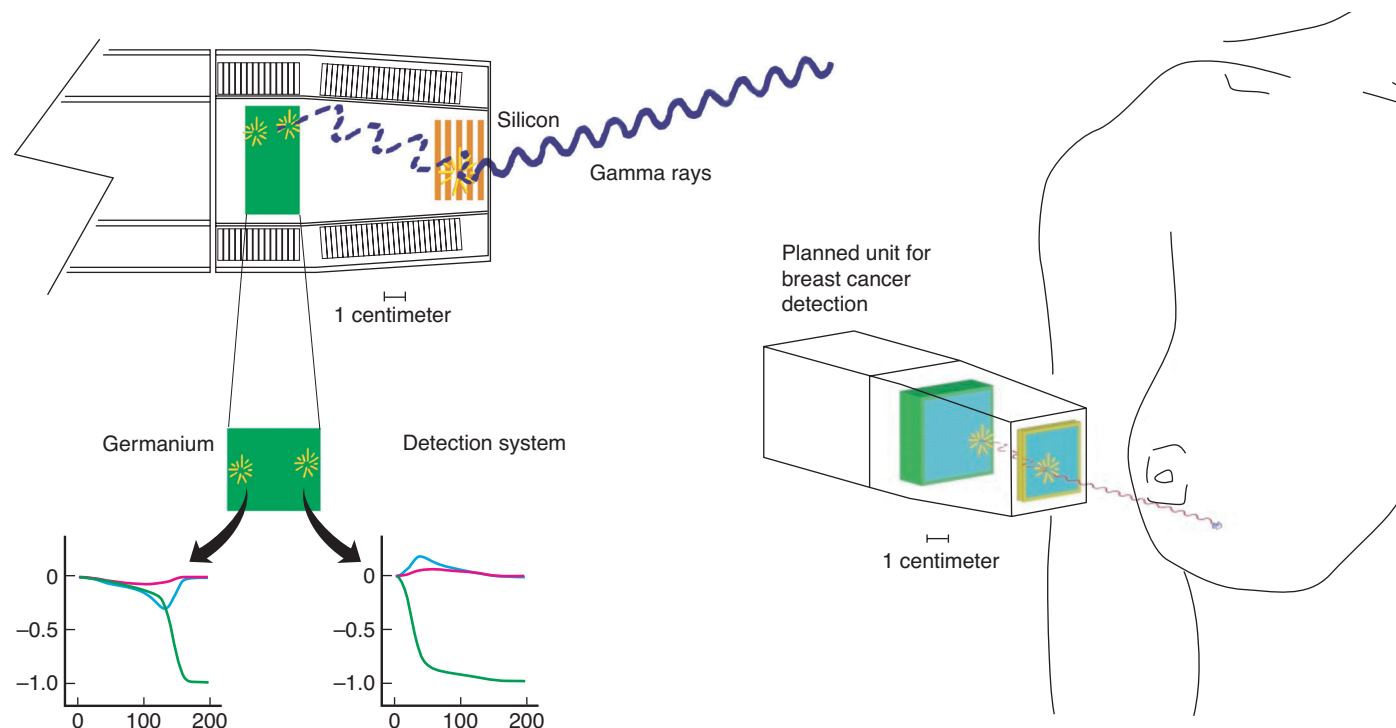 Silicon
Gamma rays
1 centimeter
Planned unit for
breast cancer
detection
1 centimeter
Germanium
Detection system
0
–0.5
–1.0
0
100
200
0
–0.5
–1.0
0
100
200